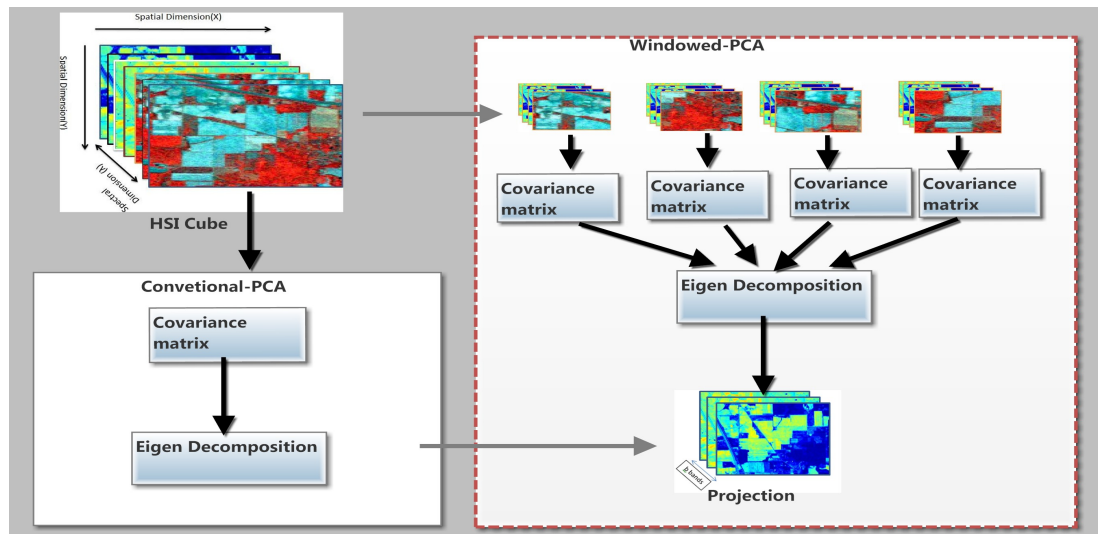 Spatial Dimension(X)
Spatial Dimension(Y)
Spectral
Dimension (λ)
HSI Cube
Convetional-PCA
Covariance
matrix
Eigen Decomposition
Windowed-PCA
Covariance
matrix
Covariance
matrix
Covariance
matrix
Covariance
matrix
Eigen Decomposition
b bands
Projection